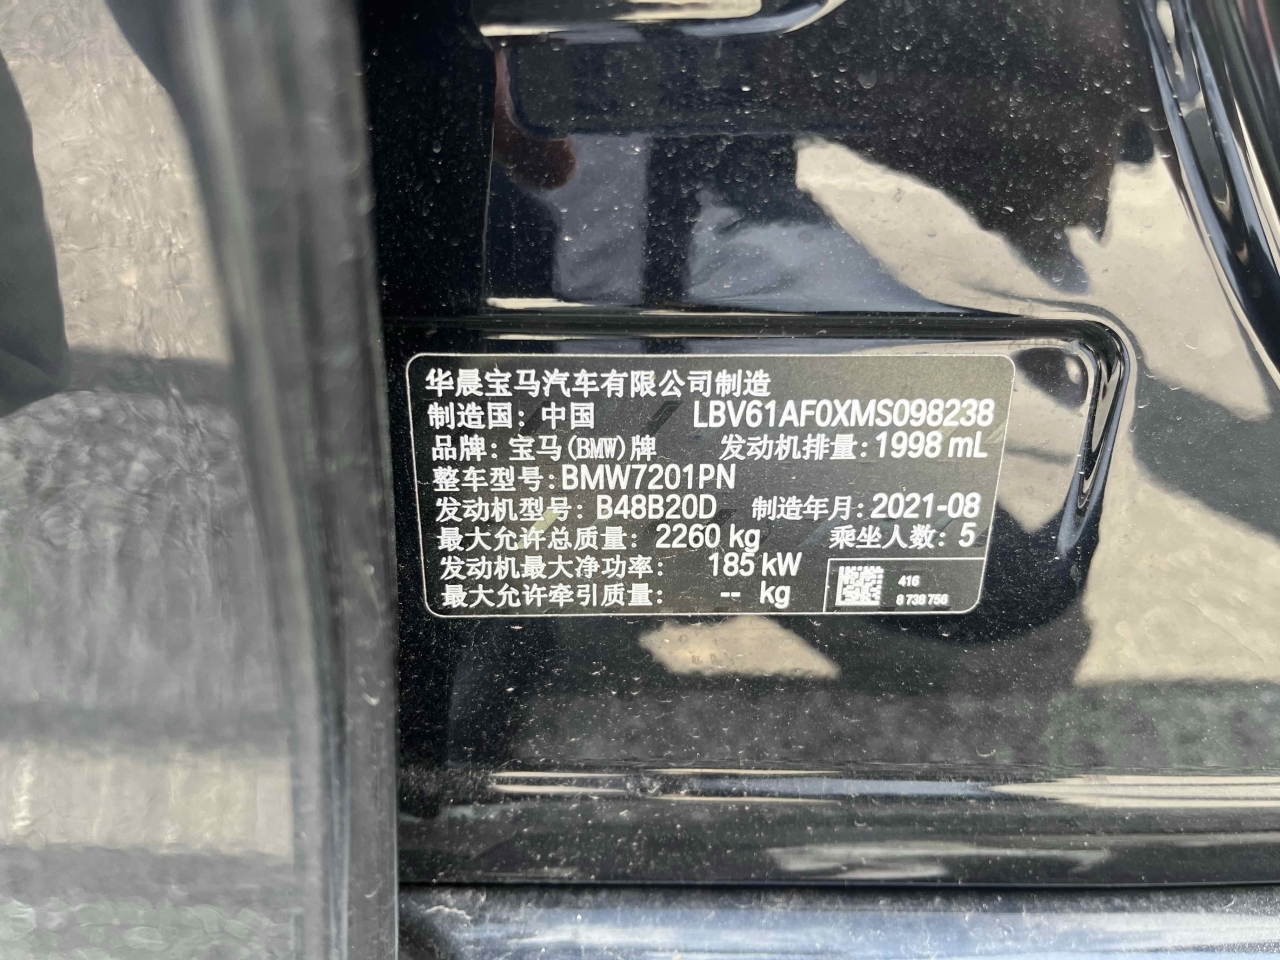 华晨宝马汽车有限公司制造
制造国：中国 LBV61AF0XMS098238
品牌：宝马(BMW)牌 发动机排量：1998 mL
整车型号：BMW7201PN
发动机型号：B48B20D 制造年月：2021-08
最大允许总质量：2260 kg 乘坐人数：5
发动机最大净功率：185 kW
最大允许牵引质量：-- kg
416
8 738 756